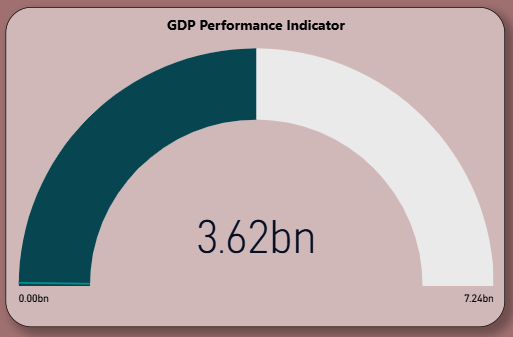 GDP Performance Indicator
3.62bn
0.00bn
7.24bn